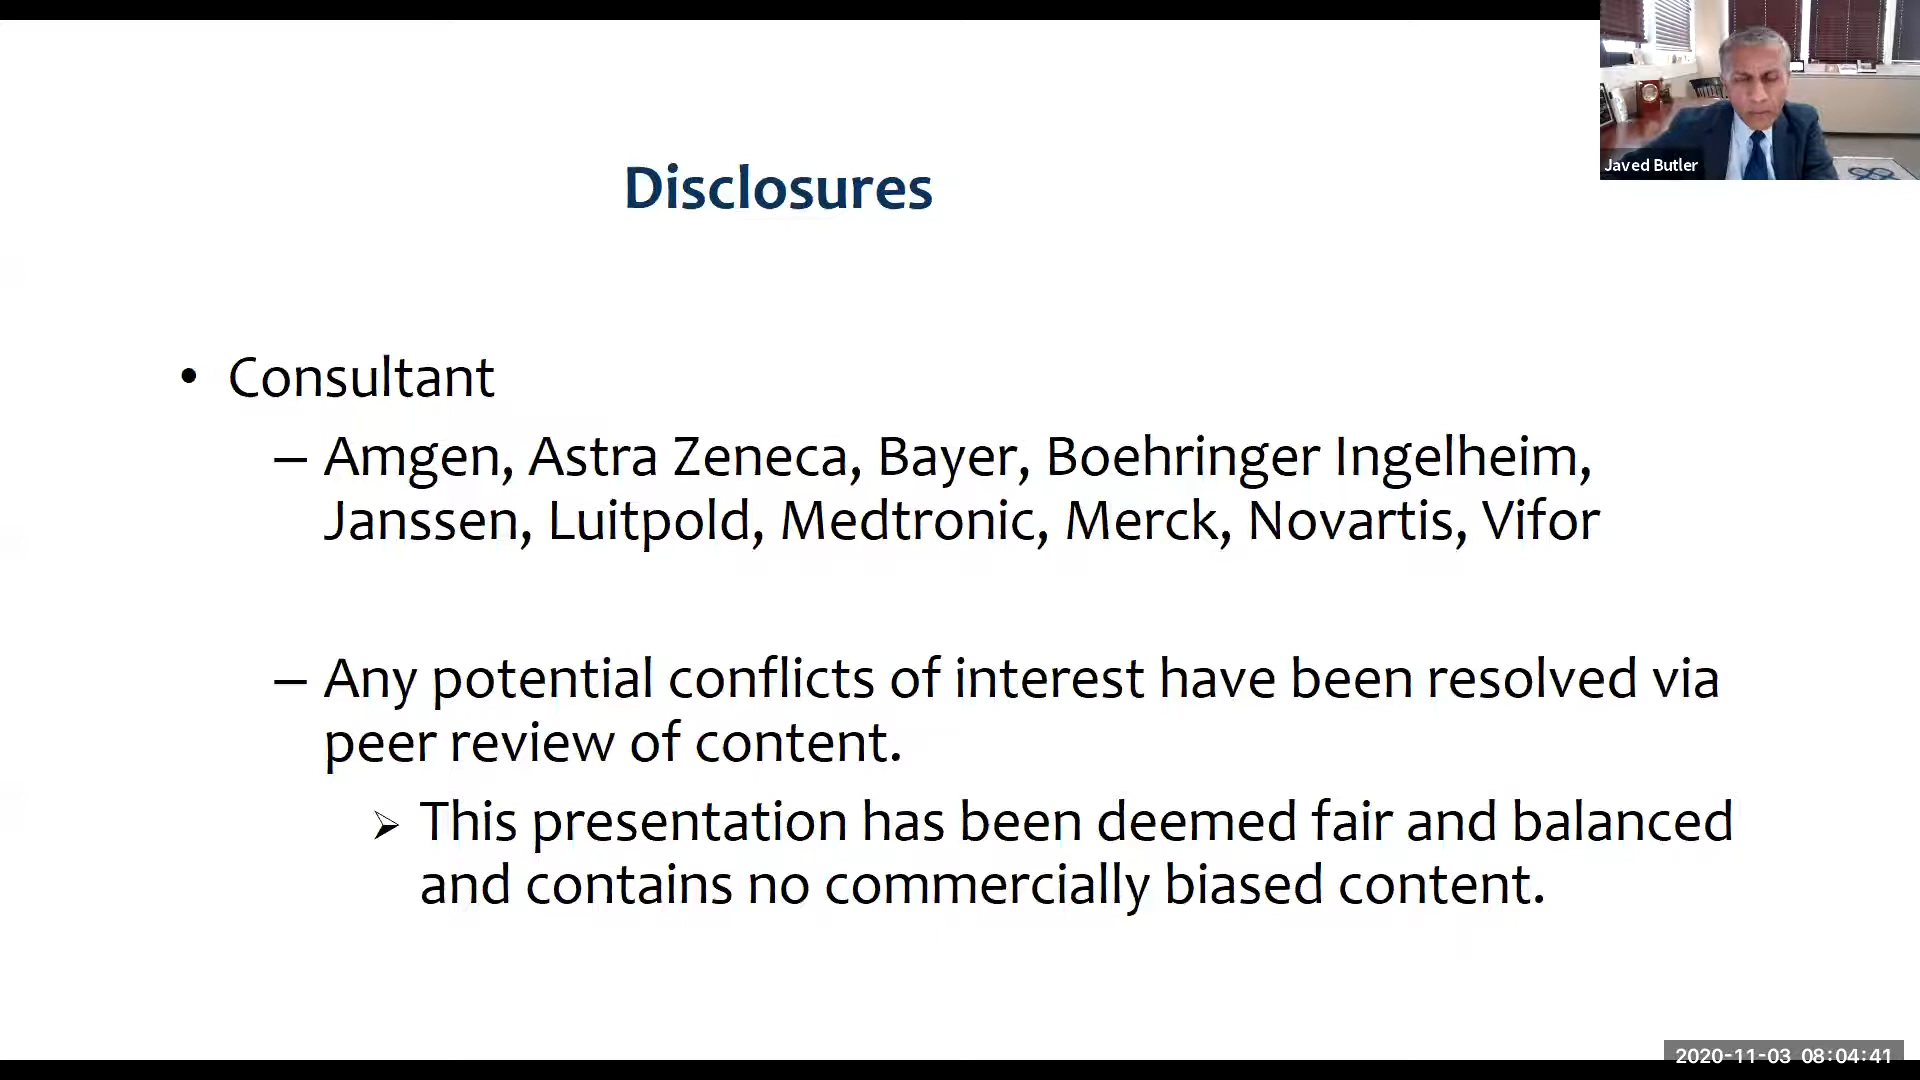 Disclosures
Javed Butler
• Consultant
– Amgen, Astra Zeneca, Bayer, Boehringer Ingelheim,
Janssen, Luitpold, Medtronic, Merck, Novartis, Vifor
– Any potential conflicts of interest have been resolved via
peer review of content.
➢ This presentation has been deemed fair and balanced
and contains no commercially biased content.
2020-11-03 08:04:41